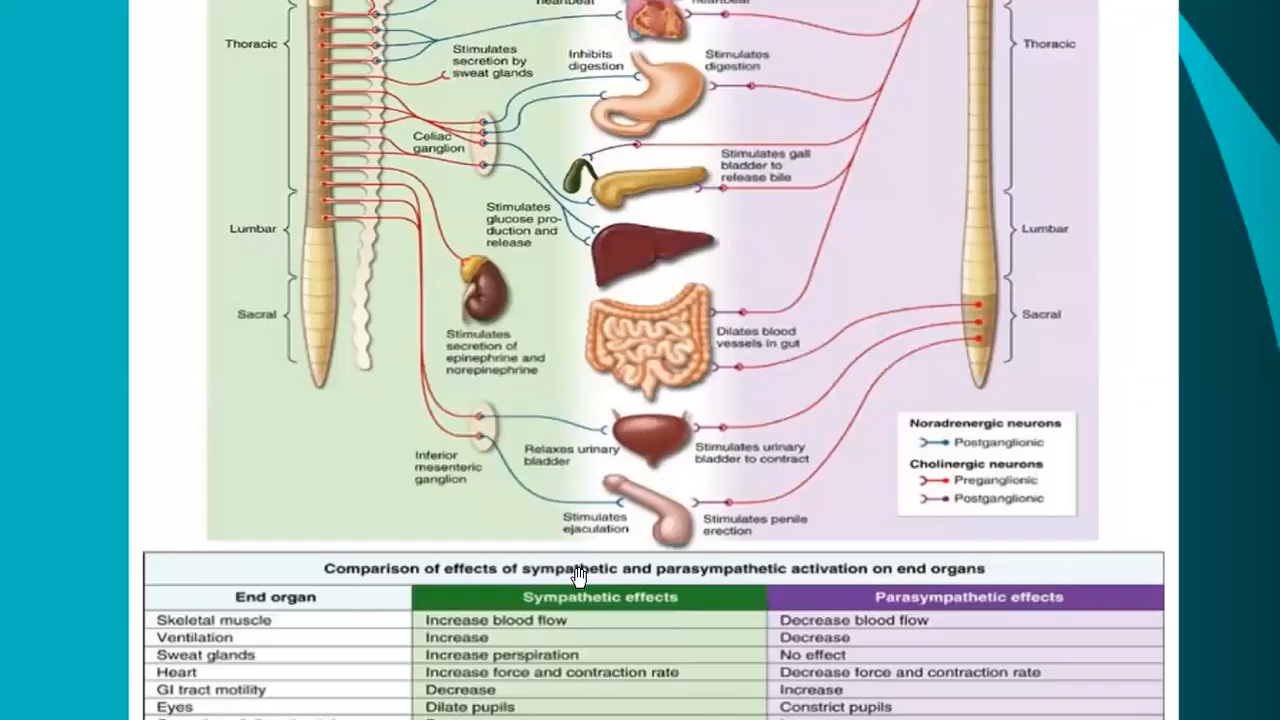 heartbeat
heartbeat
Thoracic
Stimulates
secretion by
sweat glands
Inhibits
digestion
Stimulates
digestion
Thoracic
Celiac
ganglion
Stimulates gall
bladder to
release bile
Stimulates
glucose pro-
duction and
release
Lumbar
Lumbar
Sacral
Sacral
Stimulates
secretion of
epinephrine and
norepinephrine
Dilates blood
vessels in gut
Inferior
mesenteric
ganglion
Relaxes urinary
bladder
Stimulates urinary
bladder to contract
Stimulates
ejaculation
Stimulates penile
erection
Noradrenergic neurons
Postganglionic
Cholinergic neurons
Preganglionic
Postganglionic
Comparison of effects of sympathetic and parasympathetic activation on end organs
End organ Sympathetic effects Parasympathetic effects
Skeletal muscle Increase blood flow Decrease blood flow
Ventilation Increase Decrease
Sweat glands Increase perspiration No effect
Heart Increase force and contraction rate Decrease force and contraction rate
GI tract motility Decrease Increase
Eyes Dilate pupils Constrict pupils